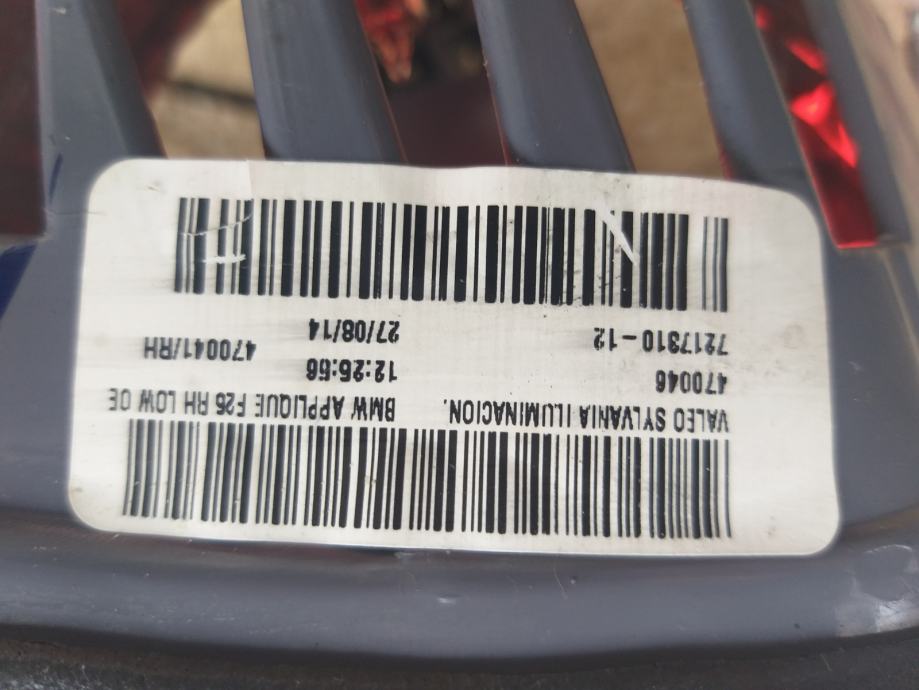 VALEO SYLVANIA ILUMINACION. BMW APPLIQUE F25 RH LOW OE
470046 12:25:56 470041/RH
7217310-12 27/08/14